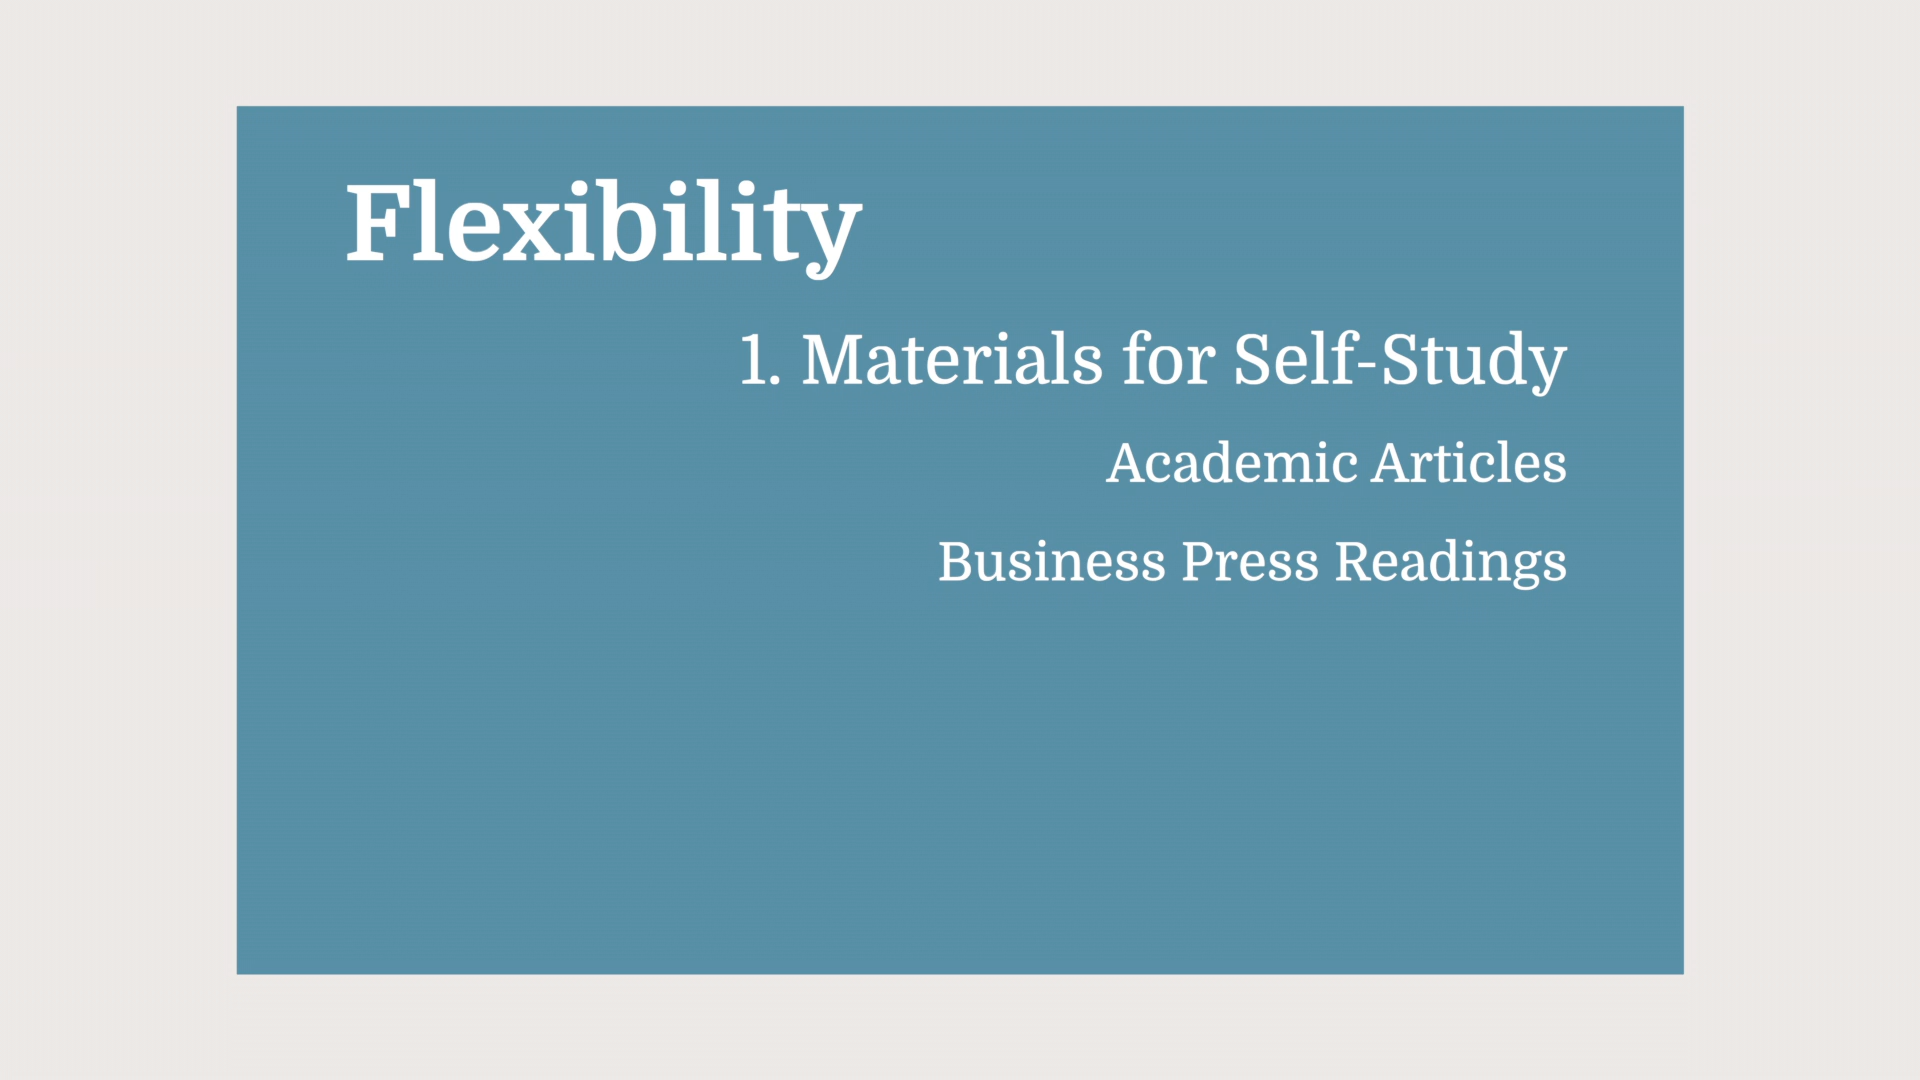 Flexibility
1. Materials for Self-Study
Academic Articles
Business Press Readings